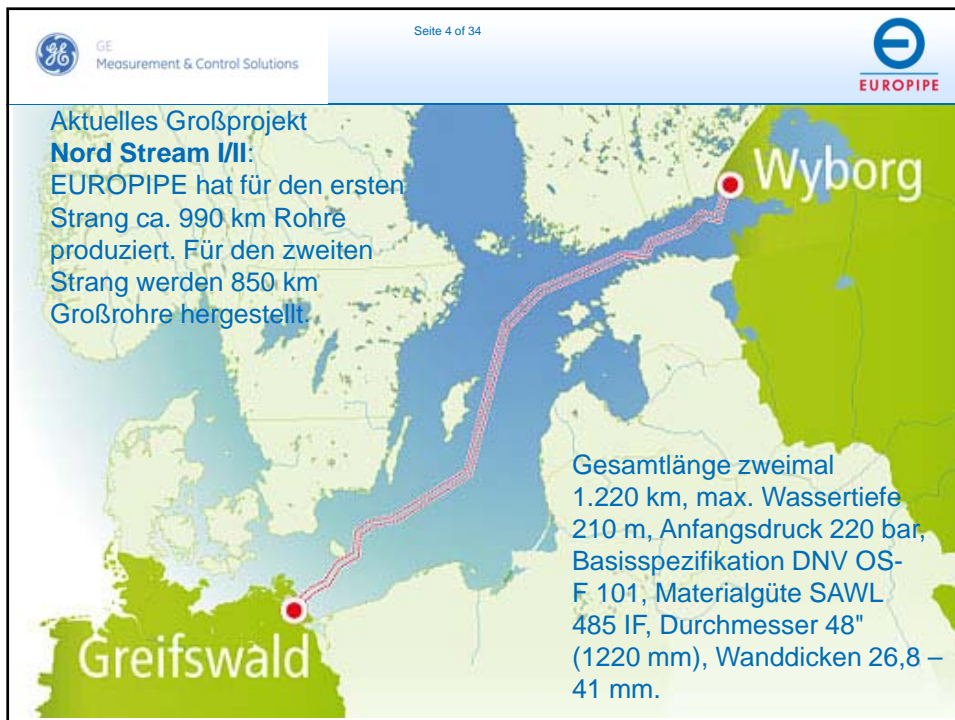 GE
Measurement & Control Solutions
Seite 4 of 34
EUROPIPE
Aktuelles Großprojekt
Nord Stream I/II:
EUROPIPE hat für den ersten
Strang ca. 990 km Rohre
produziert. Für den zweiten
Strang werden 850 km
Großrohre hergestellt.
Wyborg
Gesamtlänge zweimal
1.220 km, max. Wassertiefe
210 m, Anfangsdruck 220 bar,
Basisspezifikation DNV OS-
F 101, Materialgüte SAWL
485 IF, Durchmesser 48"
(1220 mm), Wanddicken 26,8 –
41 mm.
Greifswald